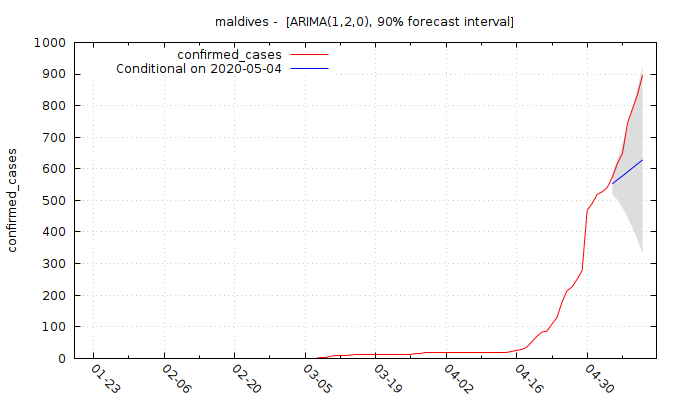 maldives - [ARIMA(1,2,0), 90% forecast interval]
confirmed_cases
Conditional on 2020-05-04
confirmed_cases
1000
900
800
700
600
500
400
300
200
100
0
01-23 02-06 02-20 03-05 03-19 04-02 04-16 04-30